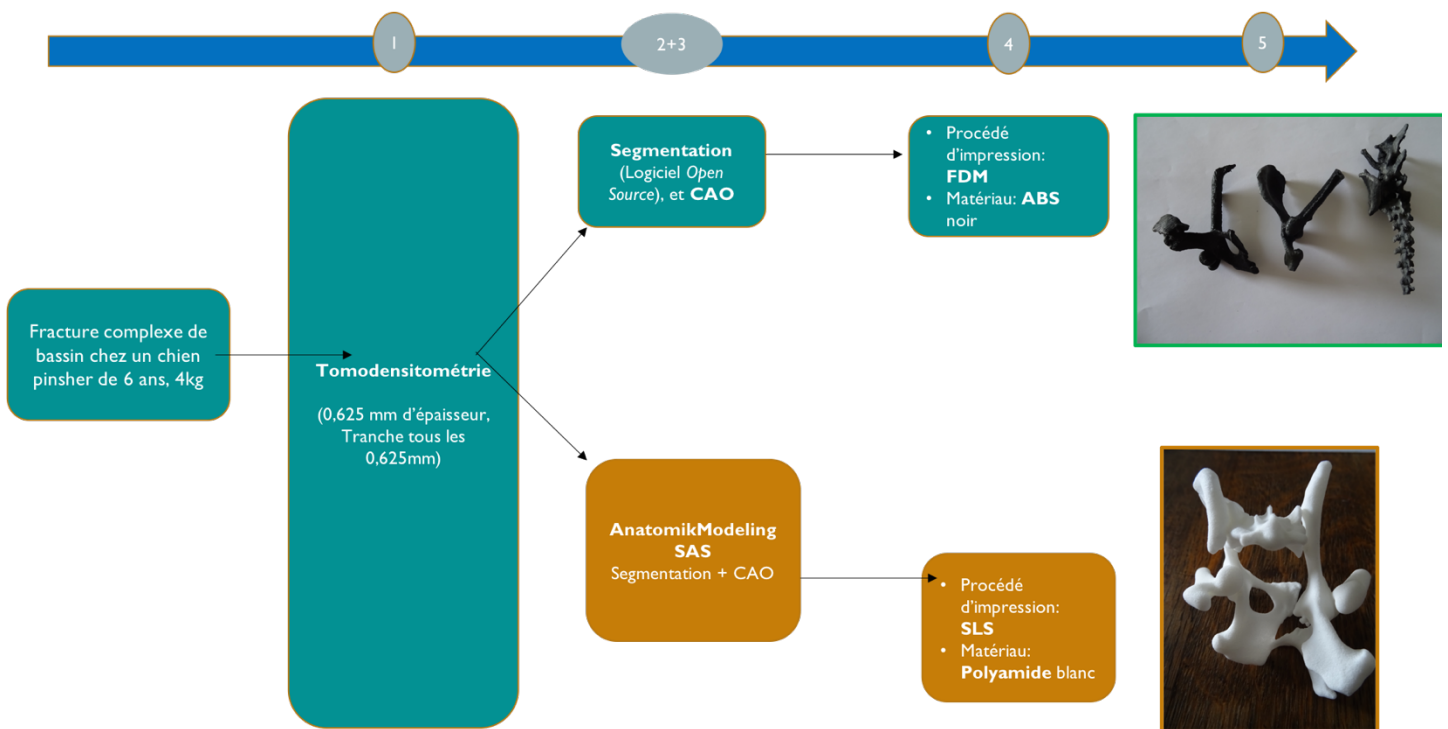 1
2+3
4
5
Fracture complexe de
bassin chez un chien
pinsher de 6 ans, 4kg
Tomodensitométrie
(0,625 mm d'épaisseur,
Tranche tous les
0,625mm)
Segmentation
(Logiciel Open
Source), et CAO
• Procédé
d'impression:
FDM
• Matériau: ABS
noir
AnatomikModeling
SAS
Segmentation + CAO
• Procédé
d'impression:
SLS
• Matériau:
Polyamide blanc